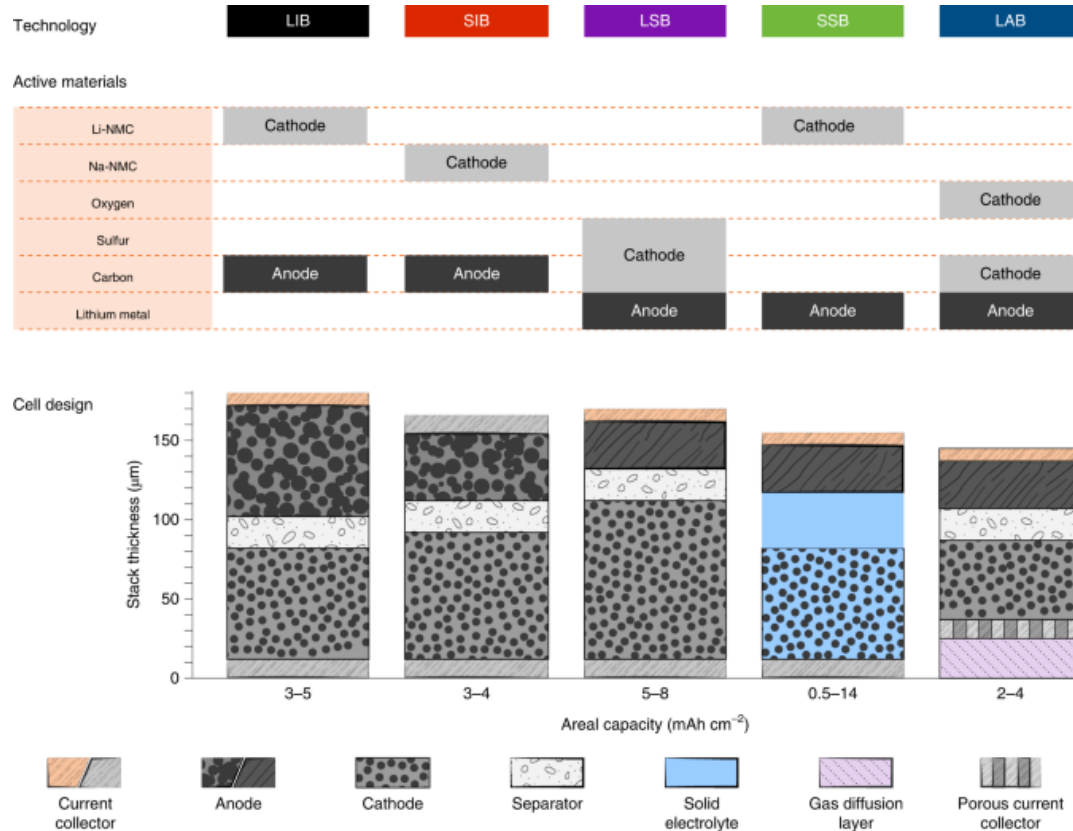 Technology
LIB
SIB
LSB
SSB
LAB
Active materials
Li-NMC
Cathode
Cathode
Na-NMC
Cathode
Oxygen
Cathode
Sulfur
Cathode
Carbon
Anode
Anode
Cathode
Lithium metal
Anode
Anode
Anode
Cell design
Stack thickness (μm)
150
100
50
0
3–5
3–4
5–8
0.5–14
2–4
Areal capacity (mAh cm⁻²)
Current
collector
Anode
Cathode
Separator
Solid
electrolyte
Gas diffusion
layer
Porous current
collector